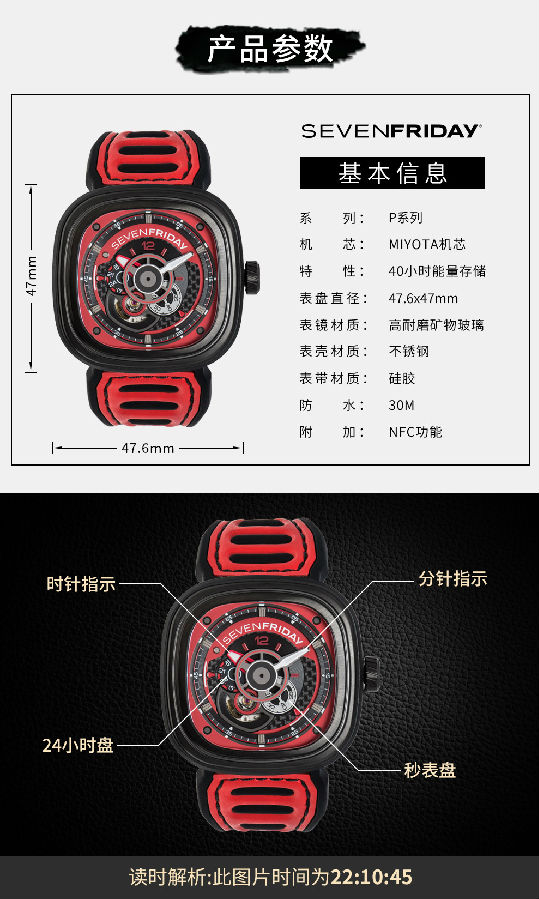 产品参数
SEVENFRIDAY
基本信息
系列： P系列
机芯： MIYOTA机芯
特性： 40小时能量存储
表盘直径： 47.6x47mm
表镜材质： 高耐磨矿物玻璃
表壳材质： 不锈钢
表带材质： 硅胶
防水： 30M
附加： NFC功能
SEVENFRIDAY
12
47mm
47.6mm
时针指示
分针指示
SEVENFRIDAY
12
24小时盘
秒表盘
读时解析:此图片时间为22:10:45